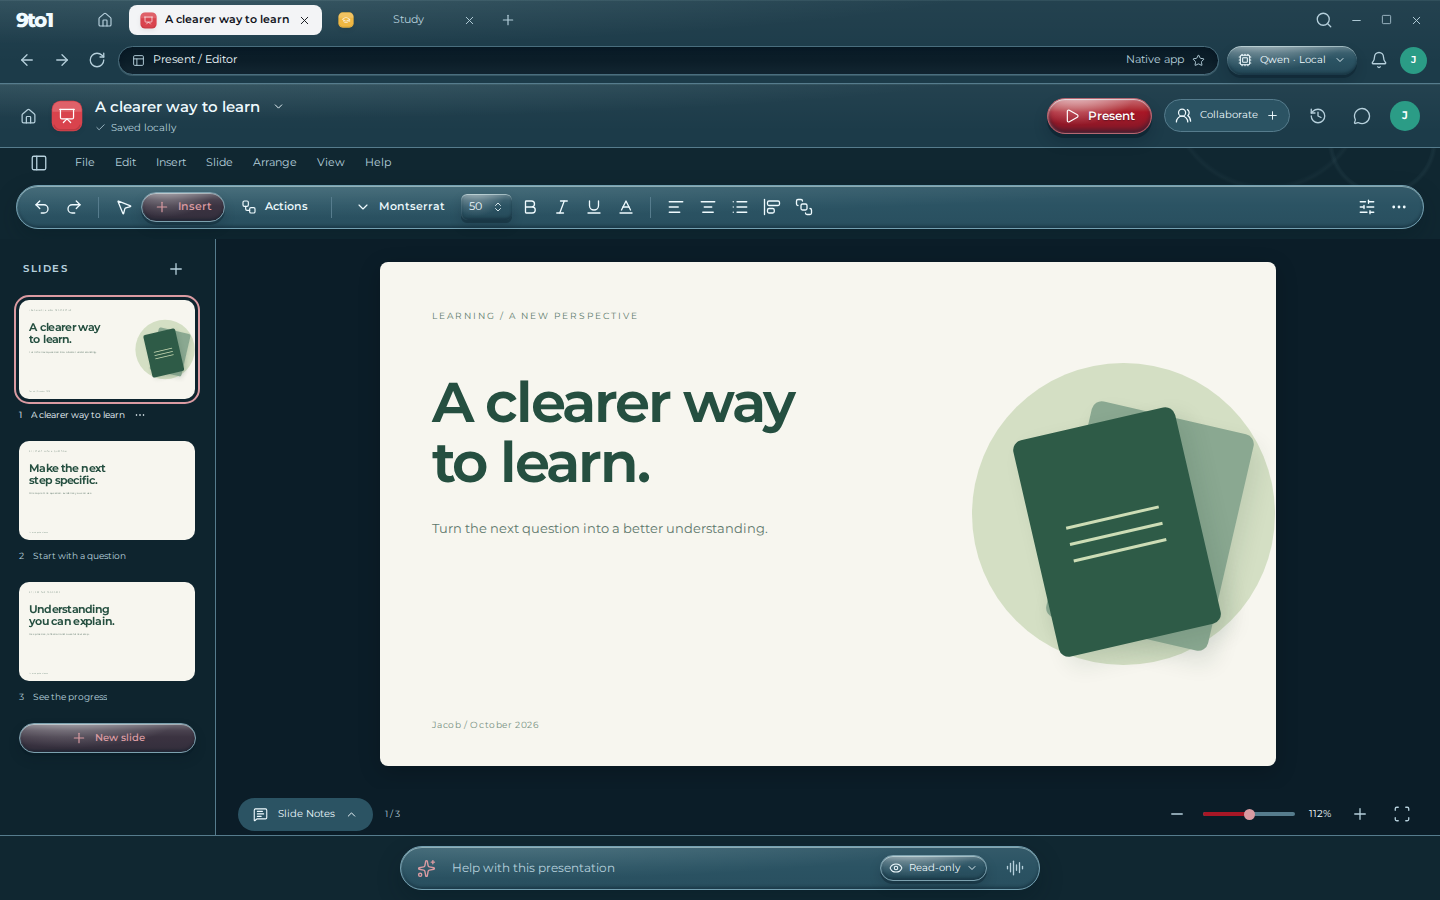 9to1
A clearer way to learn
Study
Present / Editor
Native app
Qwen - Local
J
A clearer way to learn
Saved locally
Present
Collaborate
J
File
Edit
Insert
Slide
Arrange
View
Help
Insert
Actions
Montserrat
50
SLIDES
A clearer way
to learn.
1 A clearer way to learn
Make the next
step specific.
2 Start with a question
Understanding
you can explain.
3 See the progress
New slide
LEARNING / A NEW PERSPECTIVE
A clearer way
to learn.
Turn the next question into a better understanding.
Jacob / October 2026
Slide Notes
1 / 3
112%
Help with this presentation
Read-only